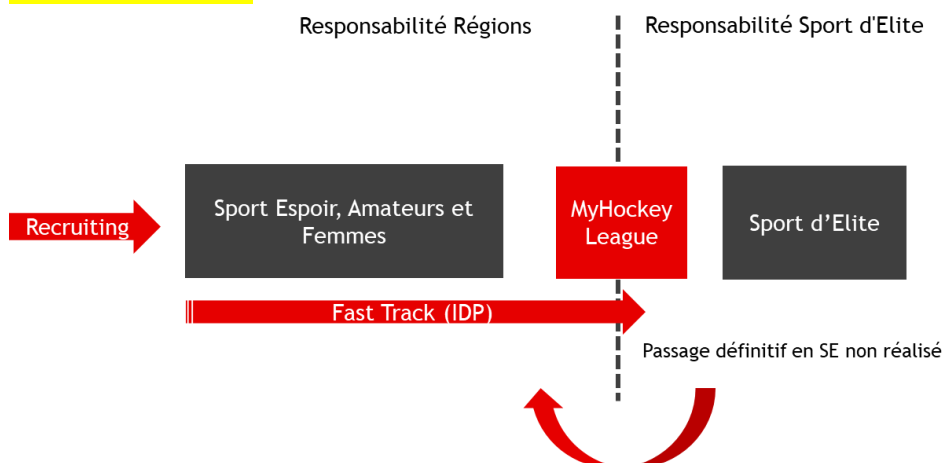 Responsabilité Régions
Responsabilité Sport d'Elite
Recruiting
Sport Espoir, Amateurs et
Femmes
MyHockey
League
Sport d’Elite
Fast Track (IDP)
Passage définitif en SE non réalisé